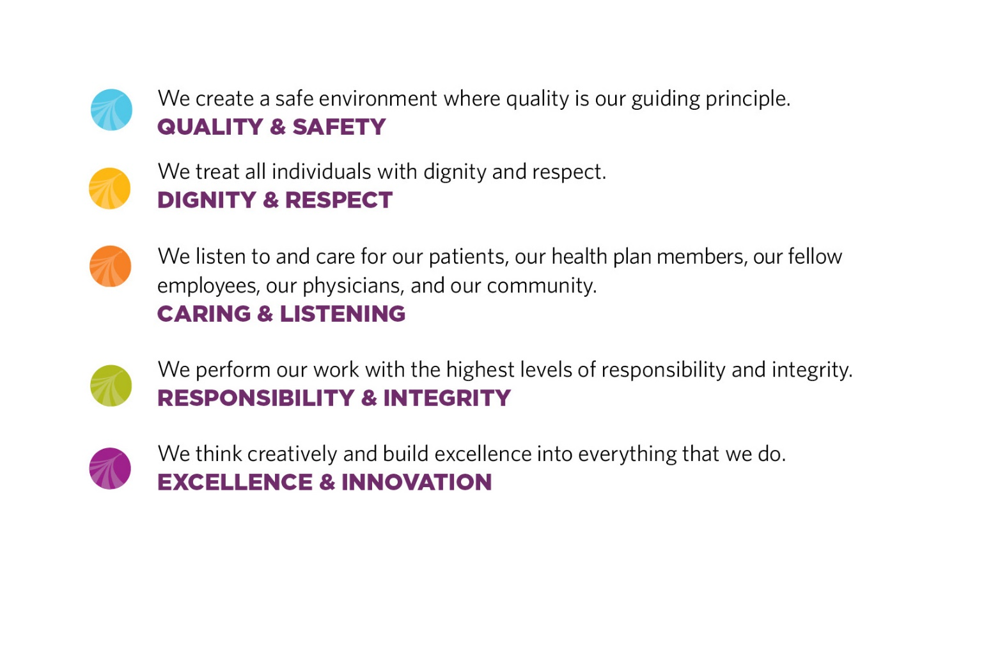 We create a safe environment where quality is our guiding principle.
QUALITY & SAFETY
We treat all individuals with dignity and respect.
DIGNITY & RESPECT
We listen to and care for our patients, our health plan members, our fellow
employees, our physicians, and our community.
CARING & LISTENING
We perform our work with the highest levels of responsibility and integrity.
RESPONSIBILITY & INTEGRITY
We think creatively and build excellence into everything that we do.
EXCELLENCE & INNOVATION